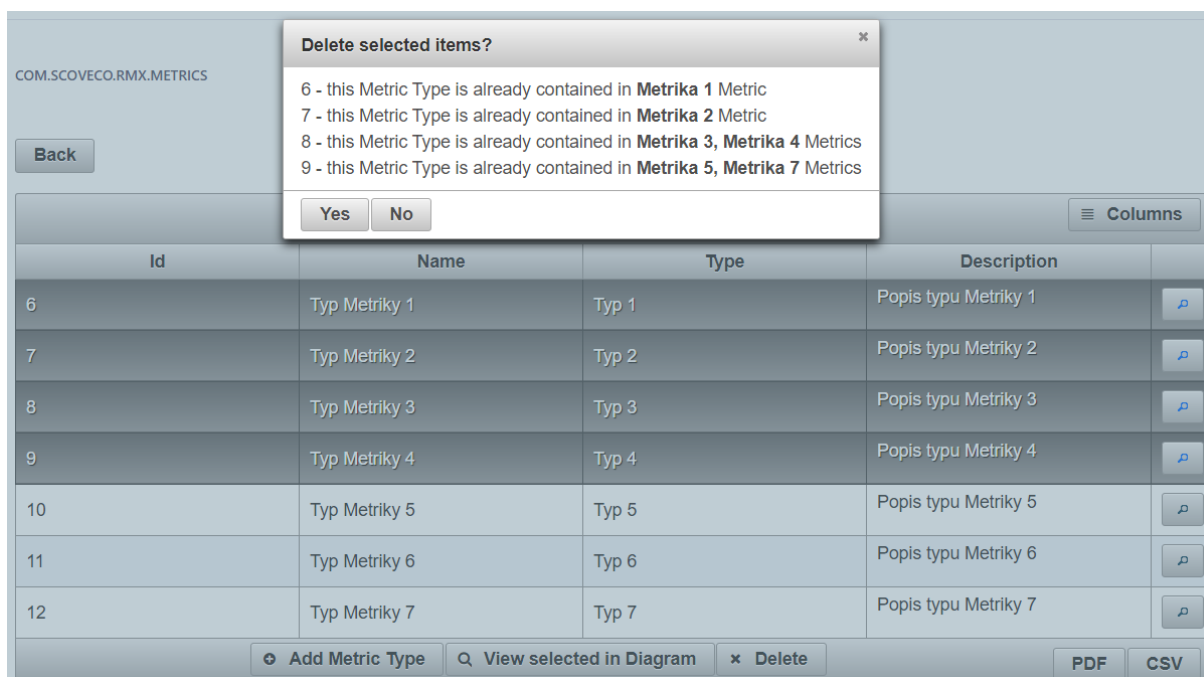 Delete selected items?
COM.SCOVECO.RMX.METRICS
6 - this Metric Type is already contained in Metrika 1 Metric
7 - this Metric Type is already contained in Metrika 2 Metric
8 - this Metric Type is already contained in Metrika 3, Metrika 4 Metrics
9 - this Metric Type is already contained in Metrika 5, Metrika 7 Metrics
Back
Yes No
Columns
Id Name Type Description
6 Typ Metriky 1 Typ 1 Popis typu Metriky 1
7 Typ Metriky 2 Typ 2 Popis typu Metriky 2
8 Typ Metriky 3 Typ 3 Popis typu Metriky 3
9 Typ Metriky 4 Typ 4 Popis typu Metriky 4
10 Typ Metriky 5 Typ 5 Popis typu Metriky 5
11 Typ Metriky 6 Typ 6 Popis typu Metriky 6
12 Typ Metriky 7 Typ 7 Popis typu Metriky 7
Add Metric Type View selected in Diagram Delete PDF CSV